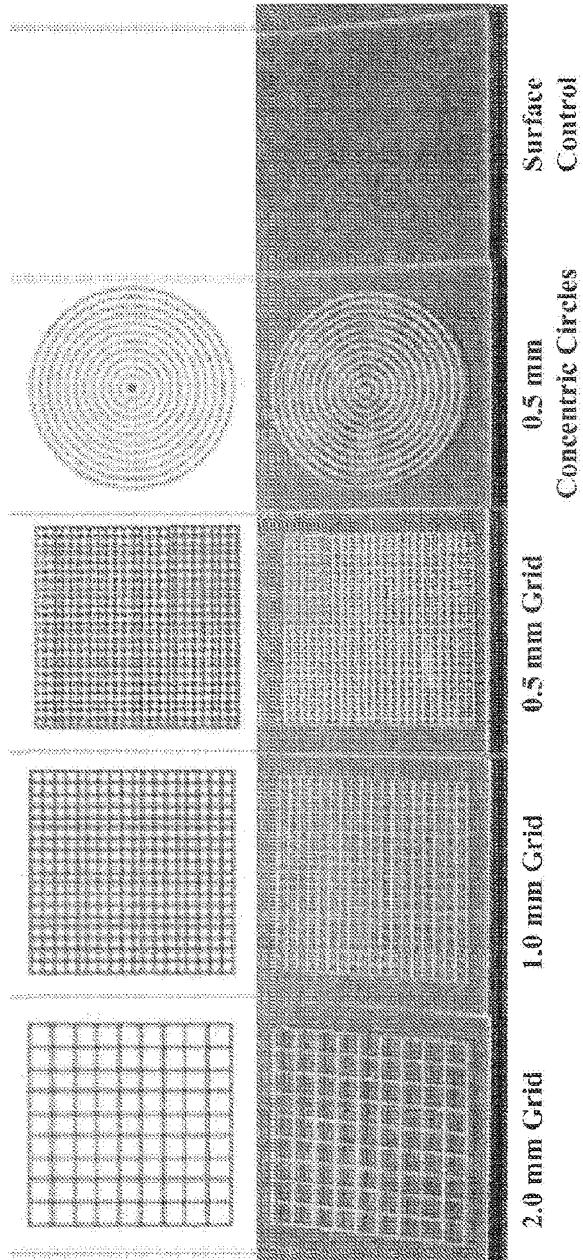 2.0 mm Grid
1.0 mm Grid
0.5 mm Grid
0.5 mm
Concentric Circles
Surface
Control